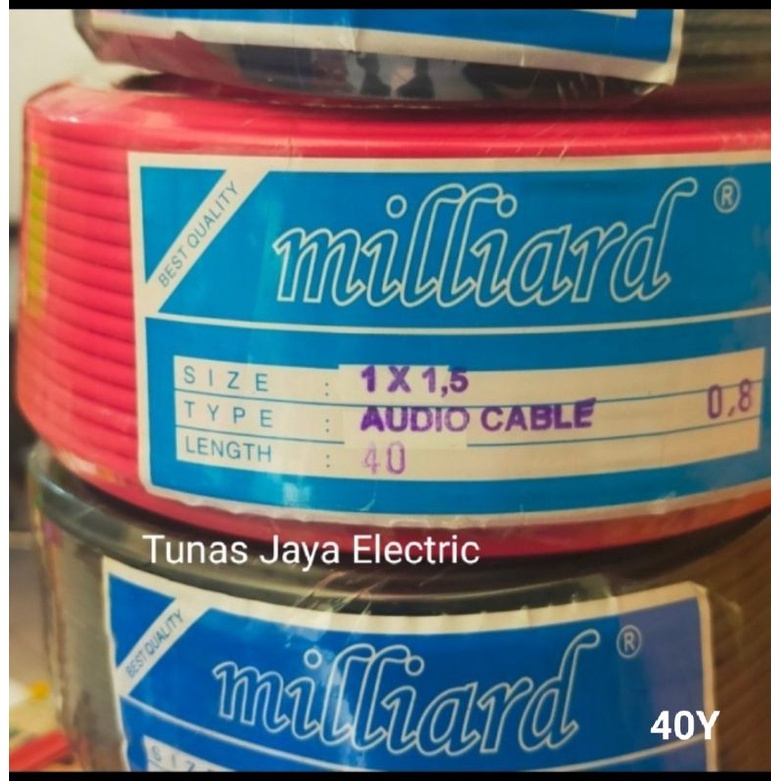 BEST QUALITY
milliard ®
SIZE : 1 X 1,5
TYPE : AUDIO CABLE 0,8
LENGTH : 40
Tunas Jaya Electric
BEST QUALITY
milliard ®
40Y